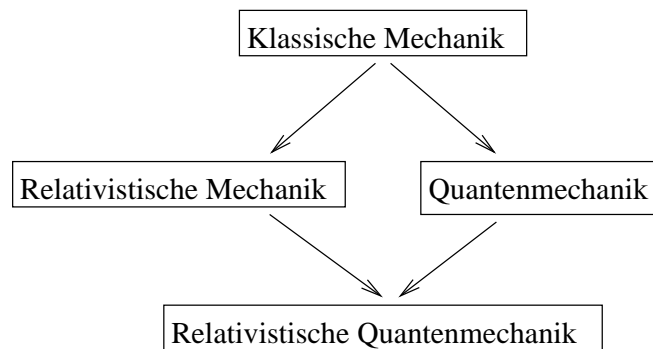 Klassische Mechanik
Relativistische Mechanik
Quantenmechanik
Relativistische Quantenmechanik